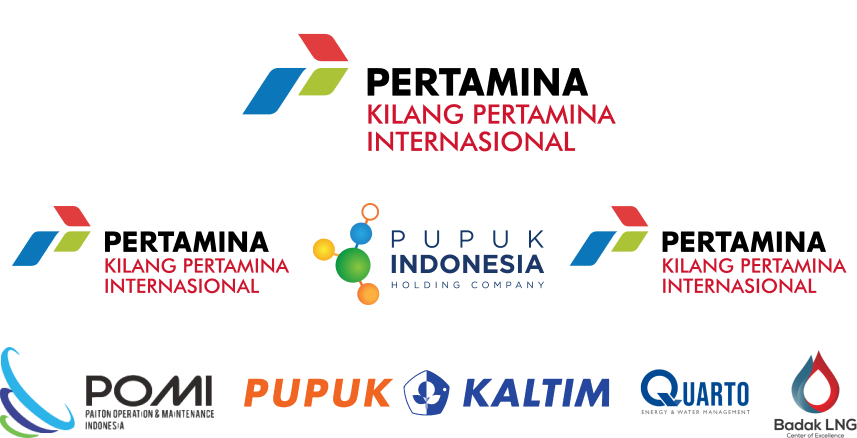 PERTAMINA
KILANG PERTAMINA
INTERNASIONAL
PERTAMINA
KILANG PERTAMINA
INTERNASIONAL
PUPUK
INDONESIA
HOLDING COMPANY
PERTAMINA
KILANG PERTAMINA
INTERNASIONAL
POMI
PAITON OPERATION & MAINTENANCE
INDONESIA
PUPUK KALTIM
QUARTO
ENERGY & WATER MANAGEMENT
Badak LNG
Center of Excellence